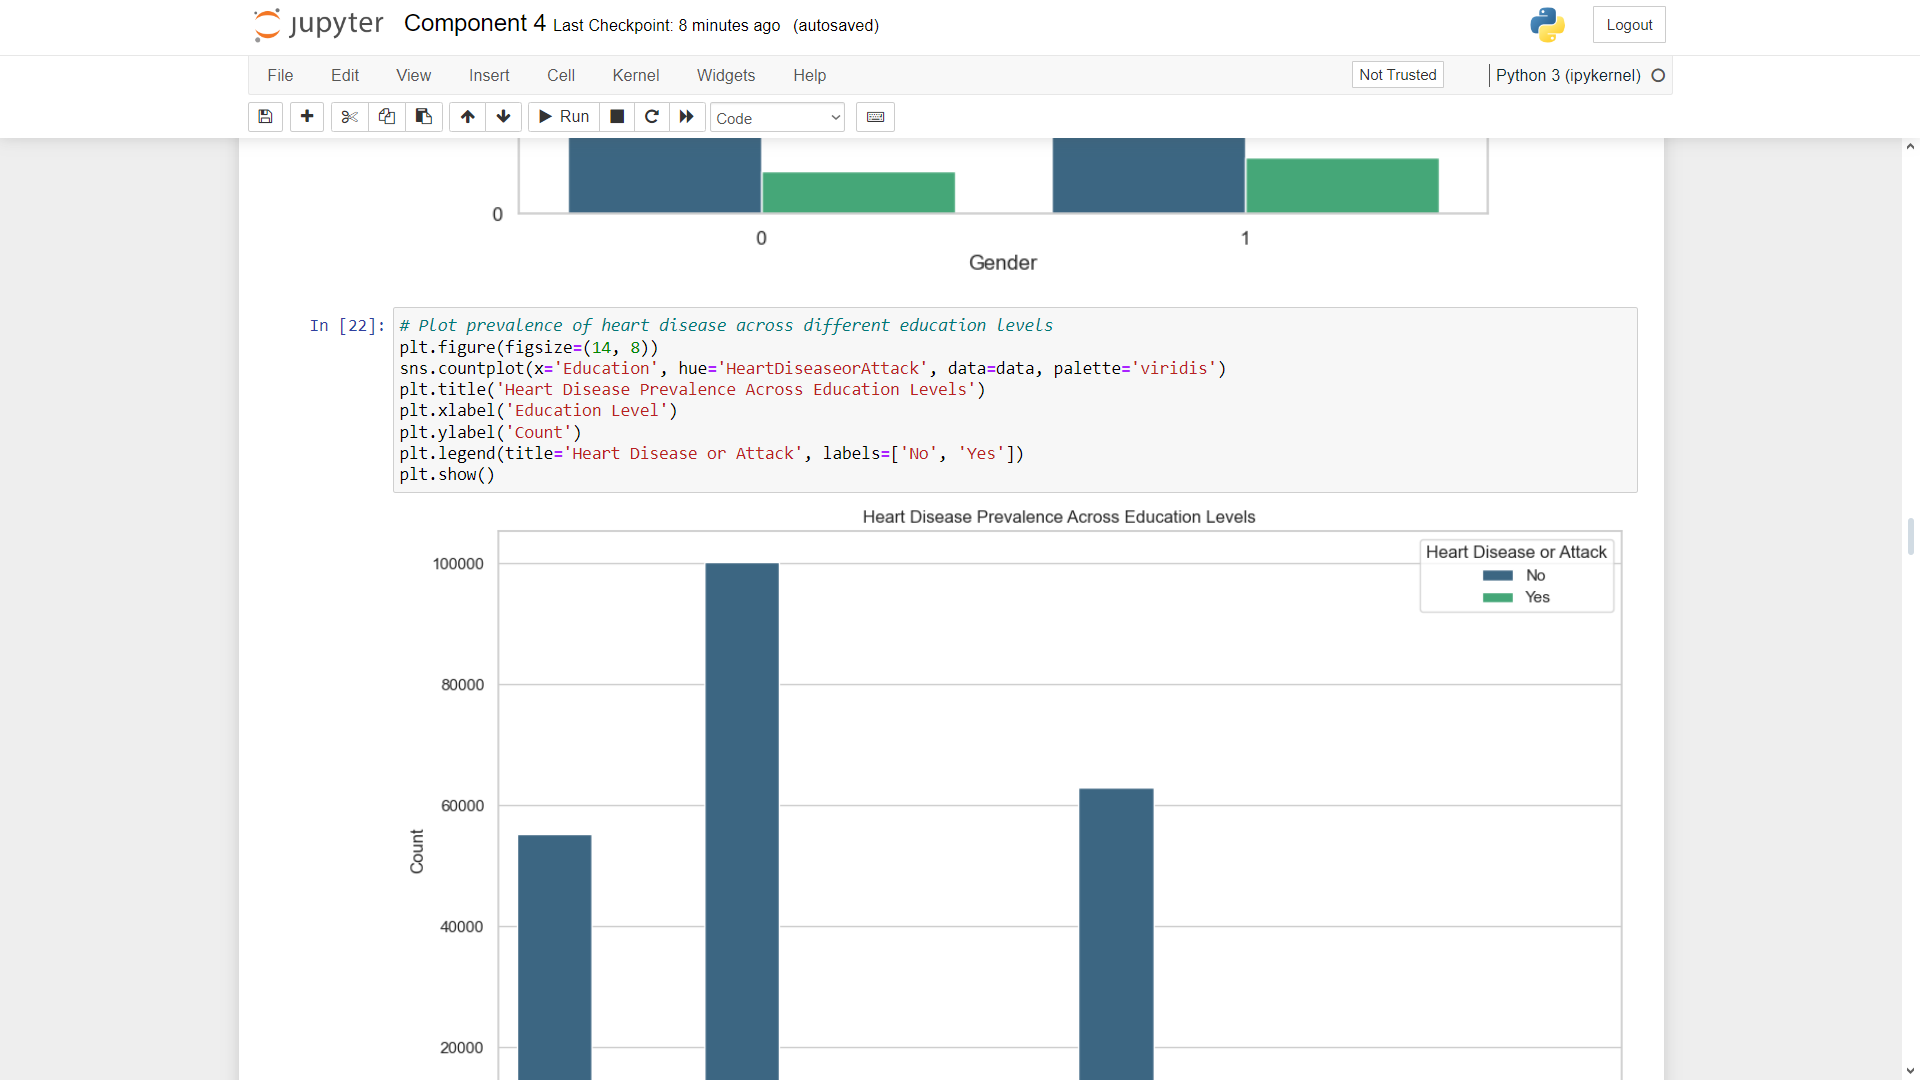 jupyter Component 4 Last Checkpoint: 8 minutes ago (autosaved) Logout
File Edit View Insert Cell Kernel Widgets Help Not Trusted Python 3 (ipykernel)
Run Code
0
0 1
Gender
In [22]: # Plot prevalence of heart disease across different education levels
plt.figure(figsize=(14, 8))
sns.countplot(x='Education', hue='HeartDiseaseorAttack', data=data, palette='viridis')
plt.title('Heart Disease Prevalence Across Education Levels')
plt.xlabel('Education Level')
plt.ylabel('Count')
plt.legend(title='Heart Disease or Attack', labels=['No', 'Yes'])
plt.show()
Heart Disease Prevalence Across Education Levels
Heart Disease or Attack
No
Yes
100000
80000
60000
40000
20000
Count